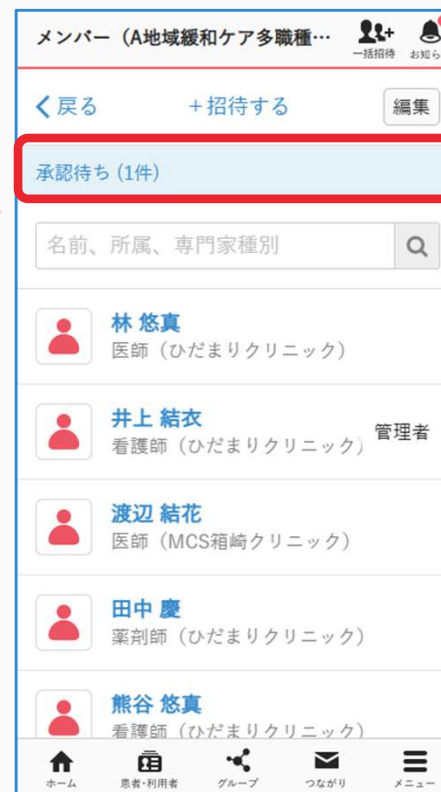 メンバー（A地域緩和ケア多職種…
一括招待
お知ら
戻る
+招待する
編集
承認待ち (1件)
名前、所属、専門家種別
林 悠真
医師（ひだまりクリニック）
井上 結衣
看護師（ひだまりクリニック）
管理者
渡辺 結花
医師（MCS箱崎クリニック）
田中 慶
薬剤師（ひだまりクリニック）
熊谷 悠真
看護師（ひだまりクリニック）
ホーム
患者・利用者
グループ
つながり
メニュー